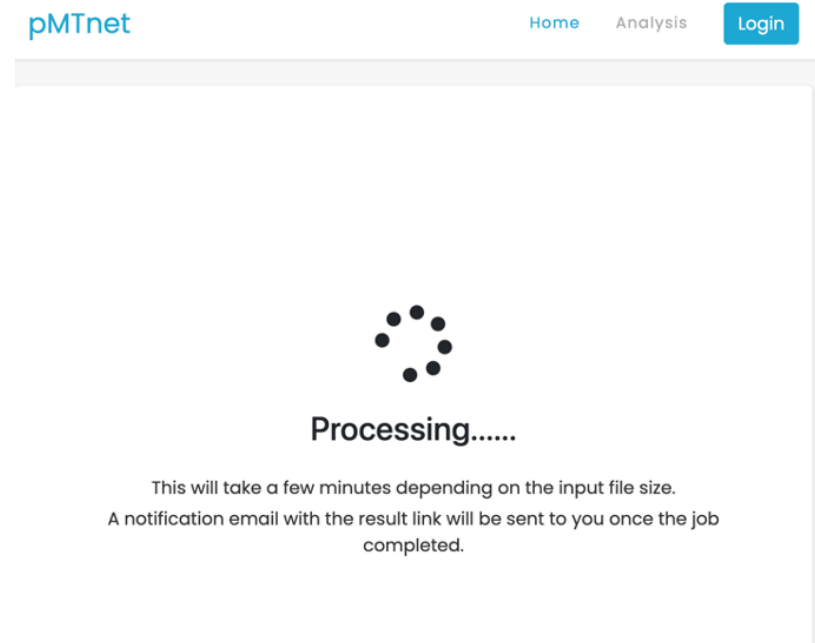 pMTnet
Home Analysis Login
Processing......
This will take a few minutes depending on the input file size.
A notification email with the result link will be sent to you once the job
completed.